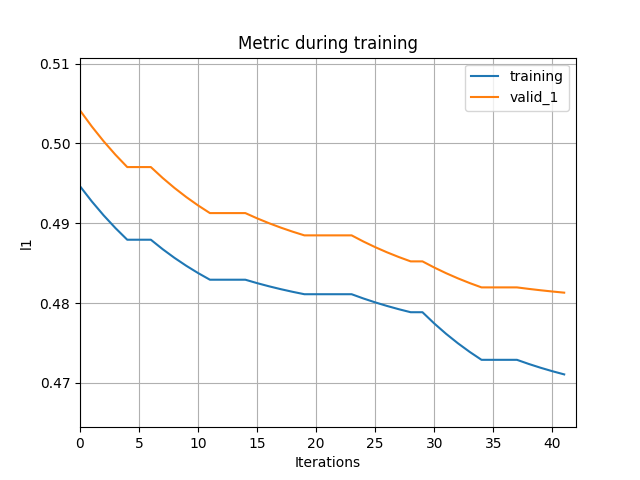 Metric during training
0.51
0.50
0.49
0.48
0.47
l1
training
valid_1
0 5 10 15 20 25 30 35 40
Iterations